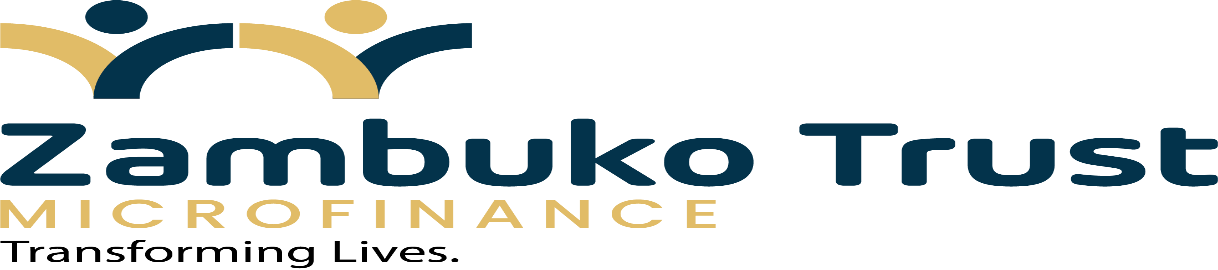 Zambuko Trust
MICROFINANCE
Transforming Lives.